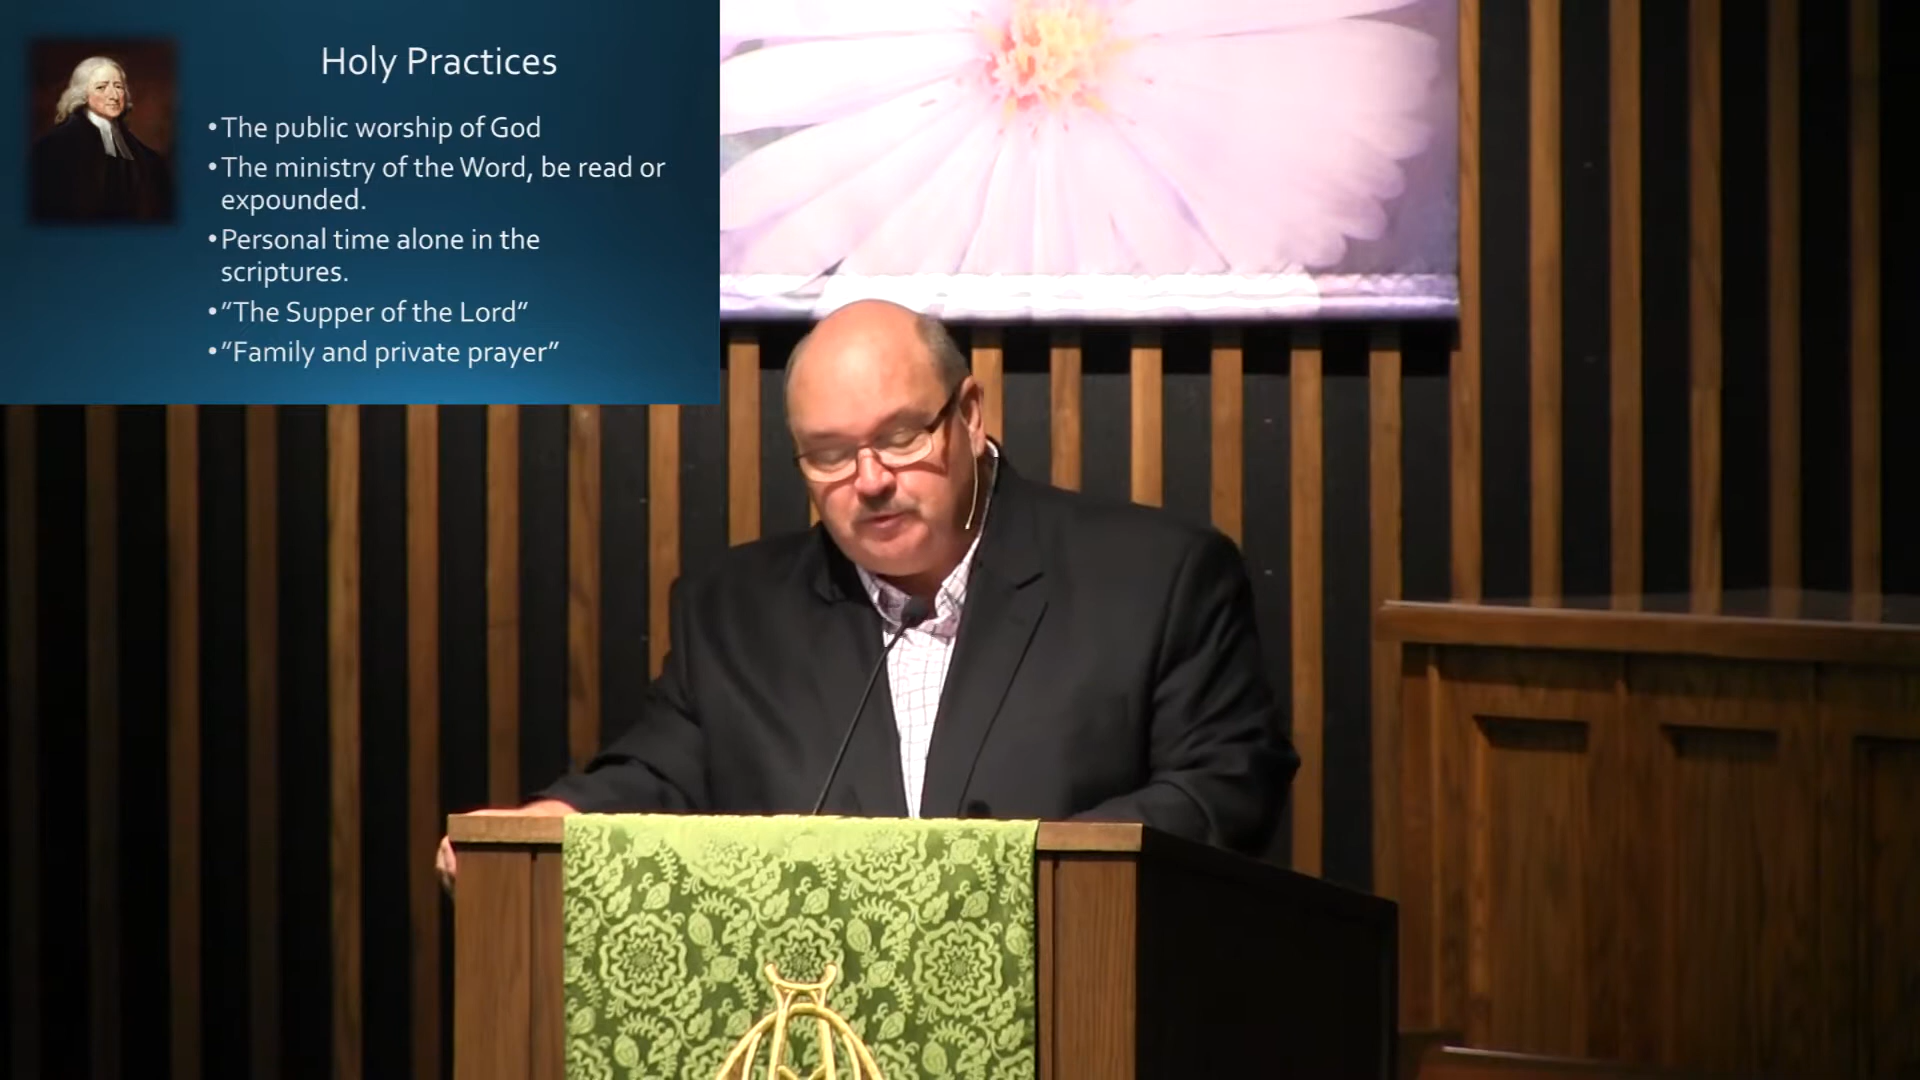 Holy Practices
•The public worship of God
•The ministry of the Word, be read or
expounded.
•Personal time alone in the
scriptures.
•"The Supper of the Lord"
•"Family and private prayer"